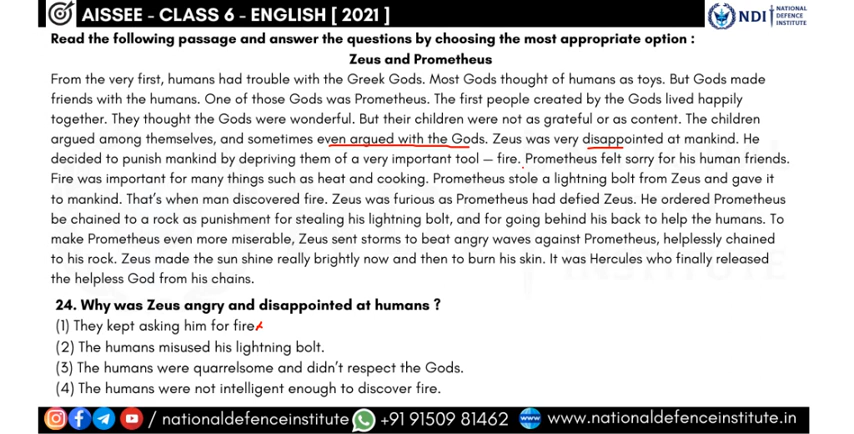 AISSEE - CLASS 6 - ENGLISH [ 2021 ]
NDI NATIONAL DEFENCE INSTITUTE
Read the following passage and answer the questions by choosing the most appropriate option :
Zeus and Prometheus
From the very first, humans had trouble with the Greek Gods. Most Gods thought of humans as toys. But Gods made
friends with the humans. One of those Gods was Prometheus. The first people created by the Gods lived happily
together. They thought the Gods were wonderful. But their children were not as grateful or as content. The children
argued among themselves, and sometimes even argued with the Gods. Zeus was very disappointed at mankind. He
decided to punish mankind by depriving them of a very important tool – fire. Prometheus felt sorry for his human friends.
Fire was important for many things such as heat and cooking. Prometheus stole a lightning bolt from Zeus and gave it
to mankind. That's when man discovered fire. Zeus was furious as Prometheus had defied Zeus. He ordered Prometheus
be chained to a rock as punishment for stealing his lightning bolt, and for going behind his back to help the humans. To
make Prometheus even more miserable, Zeus sent storms to beat angry waves against Prometheus, helplessly chained
to his rock. Zeus made the sun shine really brightly now and then to burn his skin. It was Hercules who finally released
the helpless God from his chains.
24. Why was Zeus angry and disappointed at humans ?
(1) They kept asking him for fire
(2) The humans misused his lightning bolt.
(3) The humans were quarrelsome and didn't respect the Gods.
(4) The humans were not intelligent enough to discover fire.
/ nationaldefenceinstitute +91 91509 81462 www.nationaldefenceinstitute.in